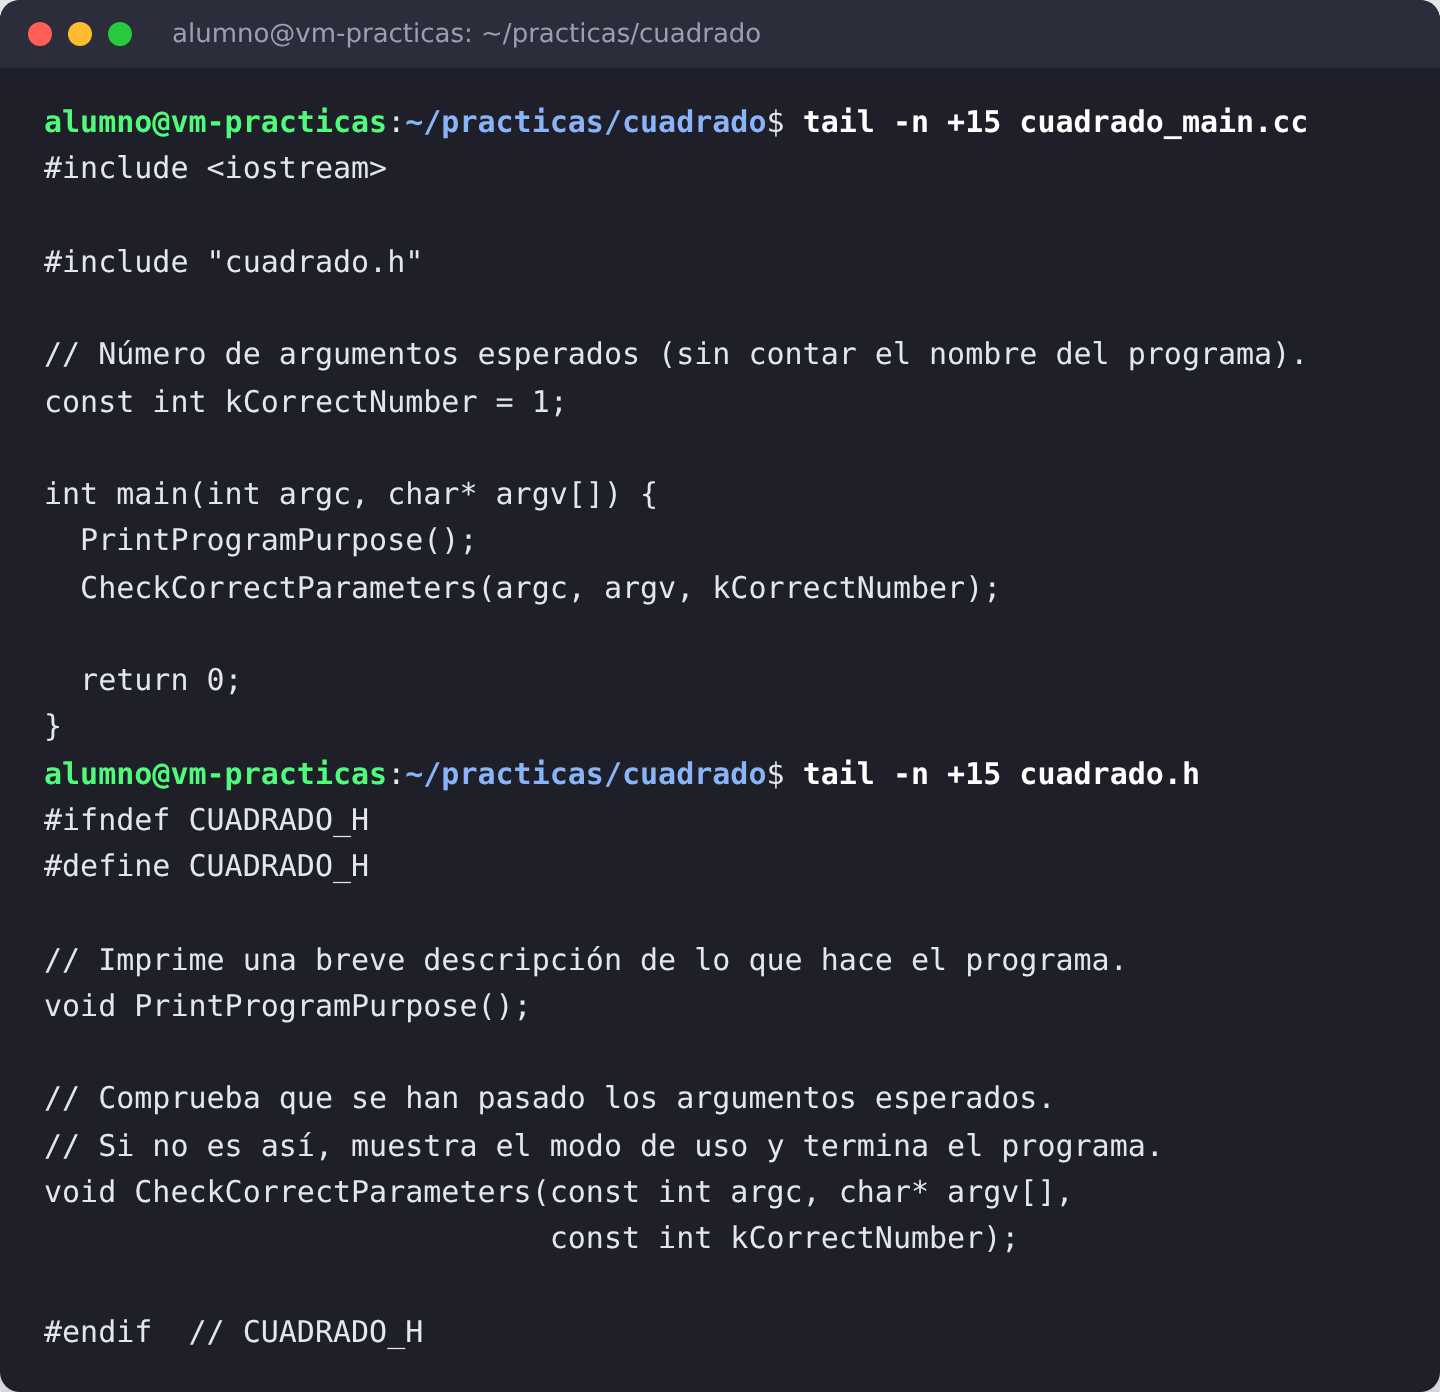 alumno@vm-practicas: ~/practicas/cuadrado
alumno@vm-practicas:~/practicas/cuadrado$ tail -n +15 cuadrado_main.cc
#include <iostream>
#include "cuadrado.h"
// Número de argumentos esperados (sin contar el nombre del programa).
const int kCorrectNumber = 1;
int main(int argc, char* argv[]) {
  PrintProgramPurpose();
  CheckCorrectParameters(argc, argv, kCorrectNumber);
  return 0;
}
alumno@vm-practicas:~/practicas/cuadrado$ tail -n +15 cuadrado.h
#ifndef CUADRADO_H
#define CUADRADO_H
// Imprime una breve descripción de lo que hace el programa.
void PrintProgramPurpose();
// Comprueba que se han pasado los argumentos esperados.
// Si no es así, muestra el modo de uso y termina el programa.
void CheckCorrectParameters(const int argc, char* argv[],
                            const int kCorrectNumber);
#endif  // CUADRADO_H